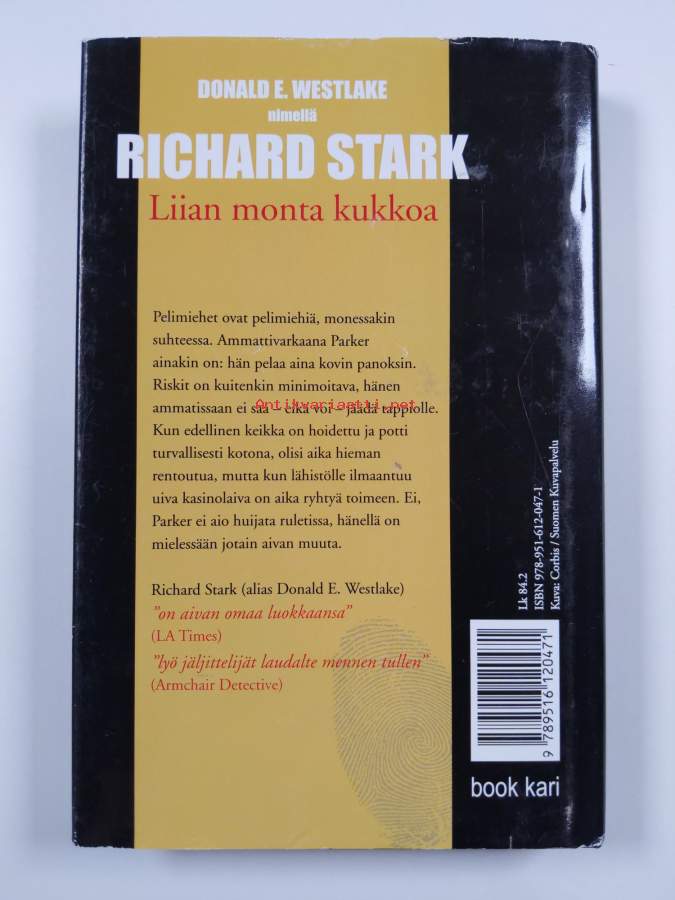 DONALD E. WESTLAKE
nimellä
RICHARD STARK
Liian monta kukkoa
Pelimiehet ovat pelimiehiä, monessakin
suhteessa. Ammattivarkaana Parker
ainakin on: hän pelaa aina kovin panoksin.
Riskit on kuitenkin minimoitava, hänen
Antikvariaatti.net
ammatissaan ei saa – eikä voi – jäädä tappiolle.
Kun edellinen keikka on hoidettu ja potti
turvallisesti kotona, olisi aika hieman
rentoutua, mutta kun lähistölle ilmaantuu
uiva kasinolaiva on aika ryhtyä toimeen. Ei,
Parker ei aio huijata ruletissa, hänellä on
mielessään jotain aivan muuta.
Richard Stark (alias Donald E. Westlake)
”on aivan omaa luokkaansa”
(LA Times)
”lyö jäljittelijät laudalta mennen tullen”
(Armchair Detective)
Lk 84.2
ISBN 978-951-612-047-1
Kuva: Corbis / Suomen Kuvapalvelu
9 789516 120471
book kari